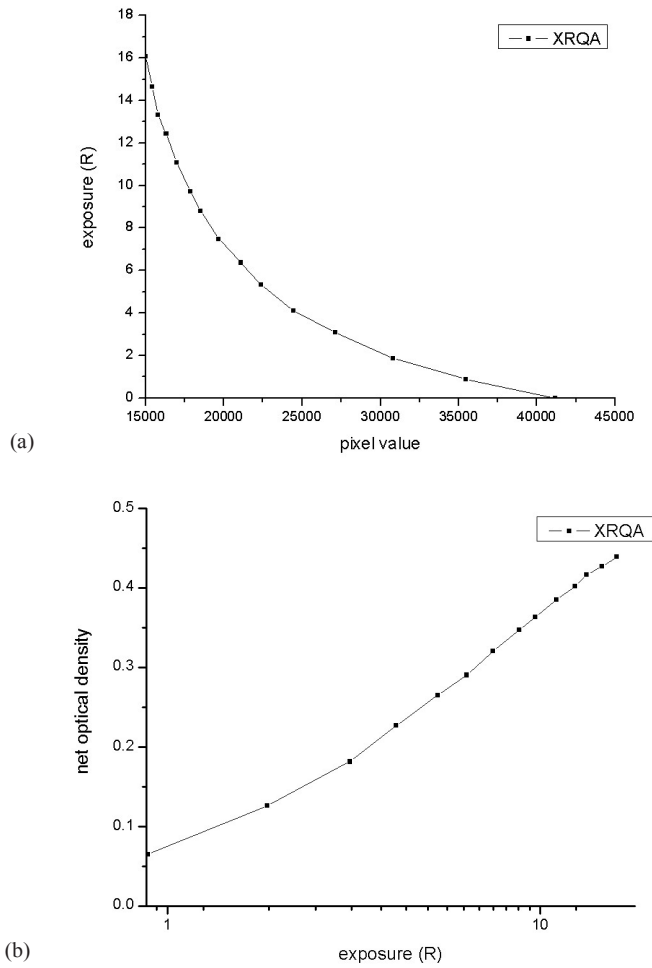 18
16
14
12
10
8
6
4
2
0
exposure (R)
XRQA
15000 20000 25000 30000 35000 40000 45000
pixel value
(a)
0.5
0.4
0.3
0.2
0.1
0.0
net optical density
XRQA
1 10
exposure (R)
(b)